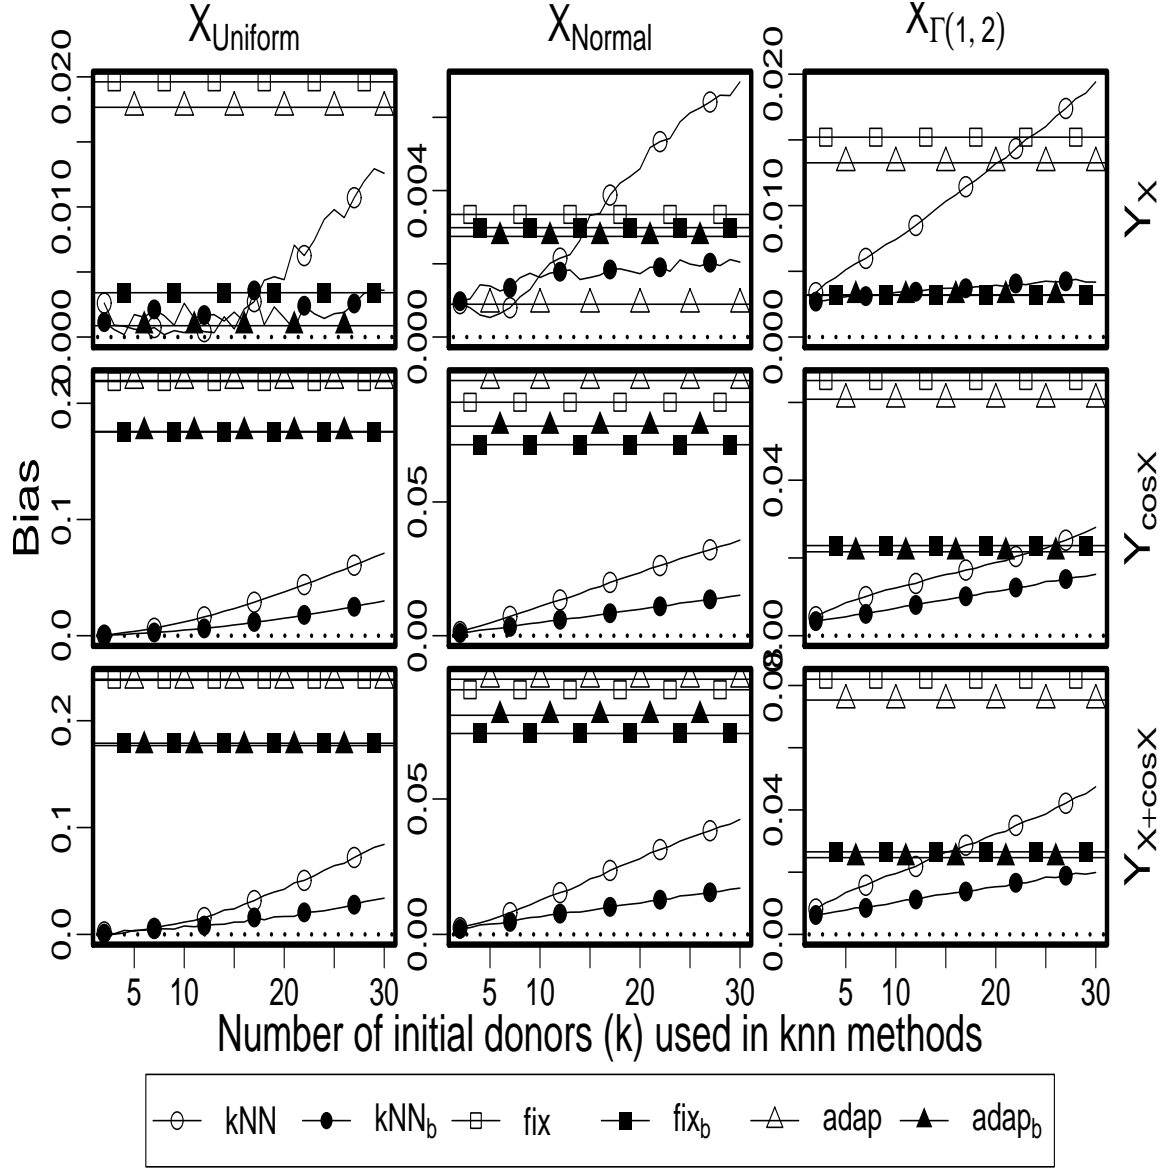 X_Uniform X_Normal X_Γ(1, 2)
0.000 0.010 0.020
0.000 0.004
0.000 0.010 0.020
Y_X
Bias
0.0 0.1 0.2
0.00 0.05
0.00 0.04
Y_cosX
0.0 0.1 0.2
0.00 0.05
0.00 0.04 0.08
Y_X+cosX
5 10 20 30 5 10 20 30 5 10 20 30
Number of initial donors (k) used in knn methods
kNN kNN_b fix fix_b adap adap_b